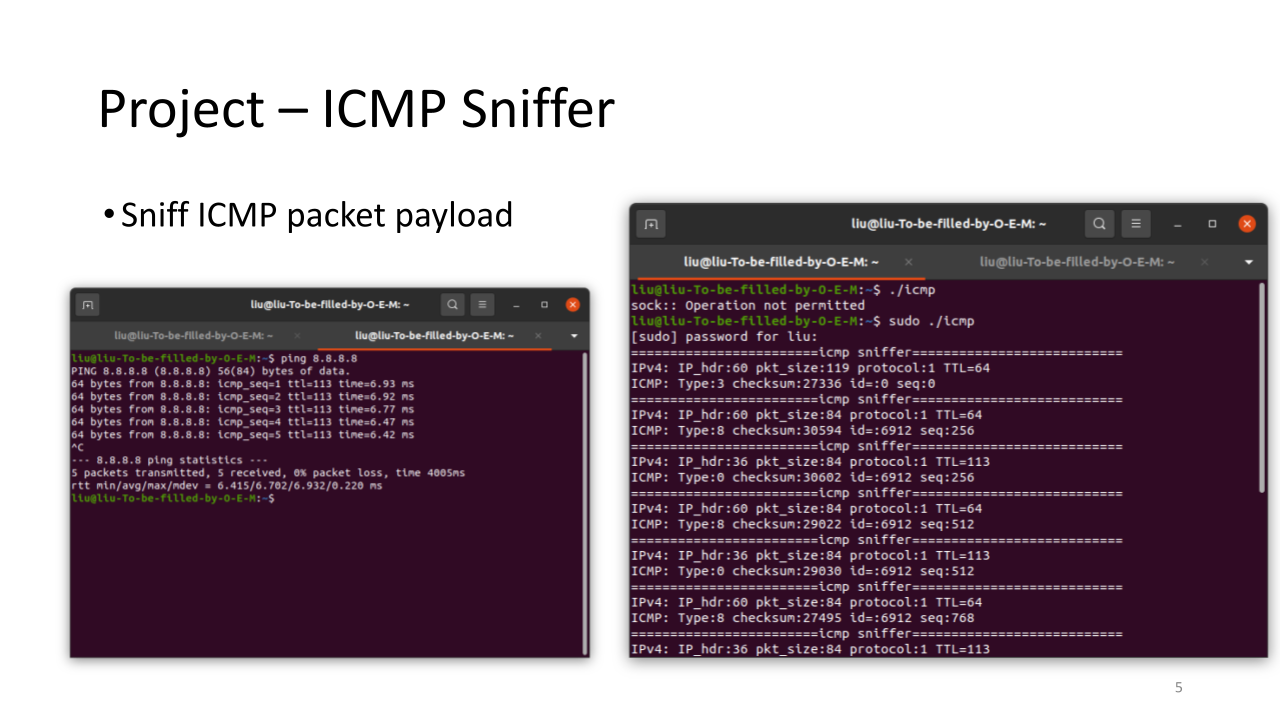 Project – ICMP Sniffer
• Sniff ICMP packet payload
liu@liu-To-be-filled-by-O-E-M: ~
liu@liu-To-be-filled-by-O-E-M: ~
liu@liu-To-be-filled-by-O-E-M: ~
liu@liu-To-be-filled-by-O-E-M:~$ ping 8.8.8.8
PING 8.8.8.8 (8.8.8.8) 56(84) bytes of data.
64 bytes from 8.8.8.8: icmp_seq=1 ttl=113 time=6.93 ms
64 bytes from 8.8.8.8: icmp_seq=2 ttl=113 time=6.92 ms
64 bytes from 8.8.8.8: icmp_seq=3 ttl=113 time=6.77 ms
64 bytes from 8.8.8.8: icmp_seq=4 ttl=113 time=6.47 ms
64 bytes from 8.8.8.8: icmp_seq=5 ttl=113 time=6.42 ms
^C
--- 8.8.8.8 ping statistics ---
5 packets transmitted, 5 received, 0% packet loss, time 4005ms
rtt min/avg/max/mdev = 6.415/6.702/6.932/0.220 ms
liu@liu-To-be-filled-by-O-E-M:~$
liu@liu-To-be-filled-by-O-E-M: ~
liu@liu-To-be-filled-by-O-E-M: ~
liu@liu-To-be-filled-by-O-E-M: ~
liu@liu-To-be-filled-by-O-E-M:~$ ./icmp
sock:: Operation not permitted
liu@liu-To-be-filled-by-O-E-M:~$ sudo ./icmp
[sudo] password for liu:
========================icmp sniffer===========================
IPv4: IP_hdr:60 pkt_size:119 protocol:1 TTL=64
ICMP: Type:3 checksum:27336 id=:0 seq:0
========================icmp sniffer===========================
IPv4: IP_hdr:60 pkt_size:84 protocol:1 TTL=64
ICMP: Type:8 checksum:30594 id=:6912 seq:256
========================icmp sniffer===========================
IPv4: IP_hdr:36 pkt_size:84 protocol:1 TTL=113
ICMP: Type:0 checksum:30602 id=:6912 seq:256
========================icmp sniffer===========================
IPv4: IP_hdr:60 pkt_size:84 protocol:1 TTL=64
ICMP: Type:8 checksum:29022 id=:6912 seq:512
========================icmp sniffer===========================
IPv4: IP_hdr:36 pkt_size:84 protocol:1 TTL=113
ICMP: Type:0 checksum:29030 id=:6912 seq:512
========================icmp sniffer===========================
IPv4: IP_hdr:60 pkt_size:84 protocol:1 TTL=64
ICMP: Type:8 checksum:27495 id=:6912 seq:768
========================icmp sniffer===========================
IPv4: IP_hdr:36 pkt_size:84 protocol:1 TTL=113
5